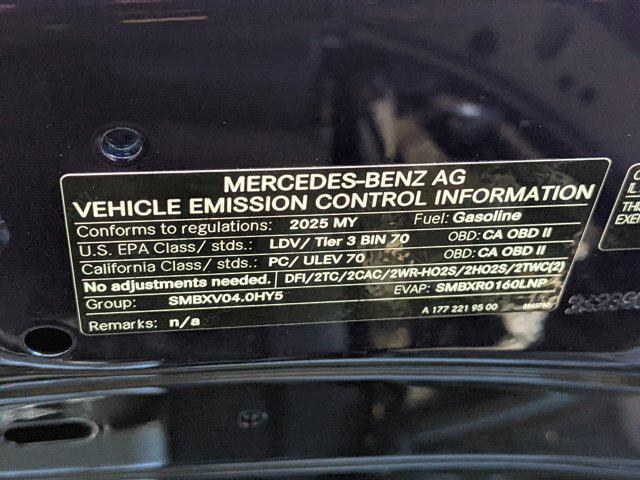 MERCEDES-BENZ AG
VEHICLE EMISSION CONTROL INFORMATION
Conforms to regulations: 2025 MY Fuel: Gasoline
U.S. EPA Class/ stds.: LDV/ Tier 3 BIN 70 OBD: CA OBD II
California Class/ stds.: PC/ ULEV 70 OBD: CA OBD II
No adjustments needed. DFI/2TC/2CAC/2WR-HO2S/2HO2S/2TWC(2)
Group: SMBXV04.0HY5 EVAP: SMBXR0160LNP
Remarks: n/a A 177 221 95 00